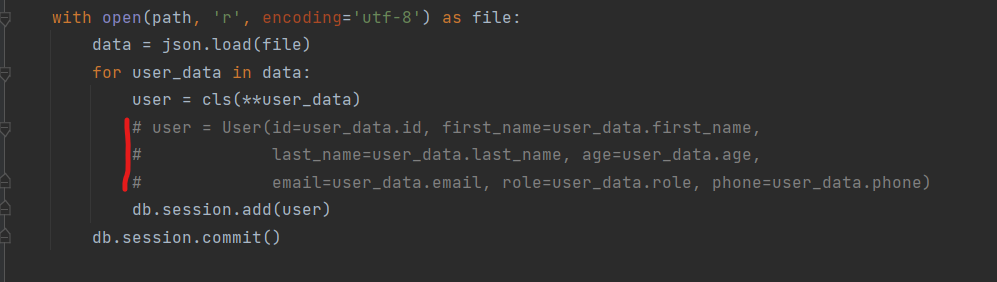 with open(path, 'r', encoding='utf-8') as file:
    data = json.load(file)
    for user_data in data:
        user = cls(**user_data)
        # user = User(id=user_data.id, first_name=user_data.first_name,
        #             last_name=user_data.last_name, age=user_data.age,
        #             email=user_data.email, role=user_data.role, phone=user_data.phone)
        db.session.add(user)
    db.session.commit()